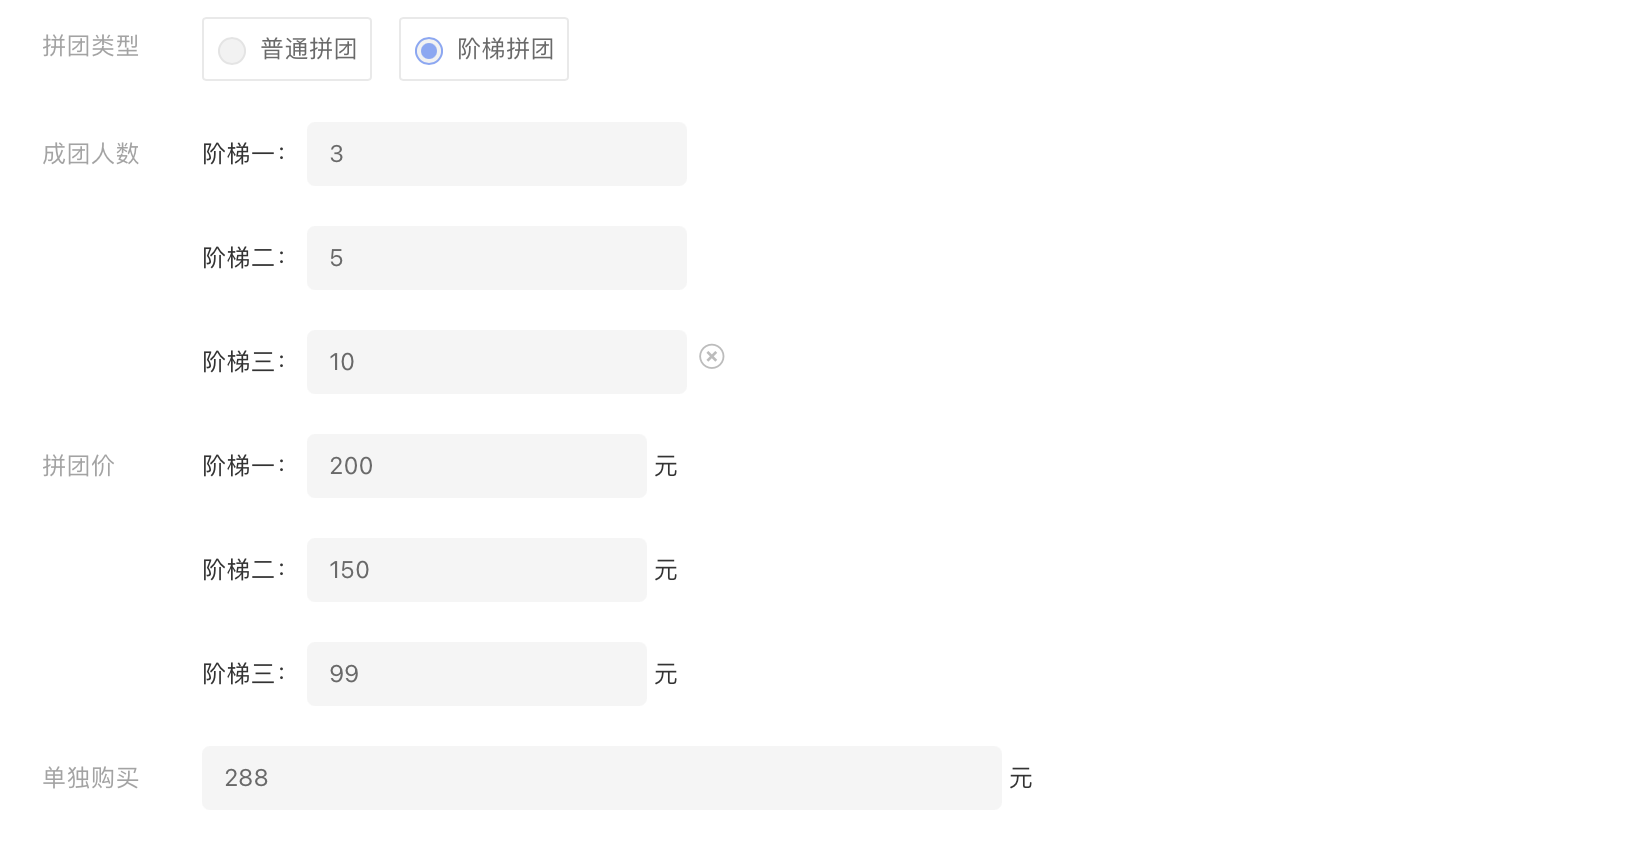 拼团类型 普通拼团 阶梯拼团
成团人数 阶梯一： 3
阶梯二： 5
阶梯三： 10
拼团价 阶梯一： 200 元
阶梯二： 150 元
阶梯三： 99 元
单独购买 288 元